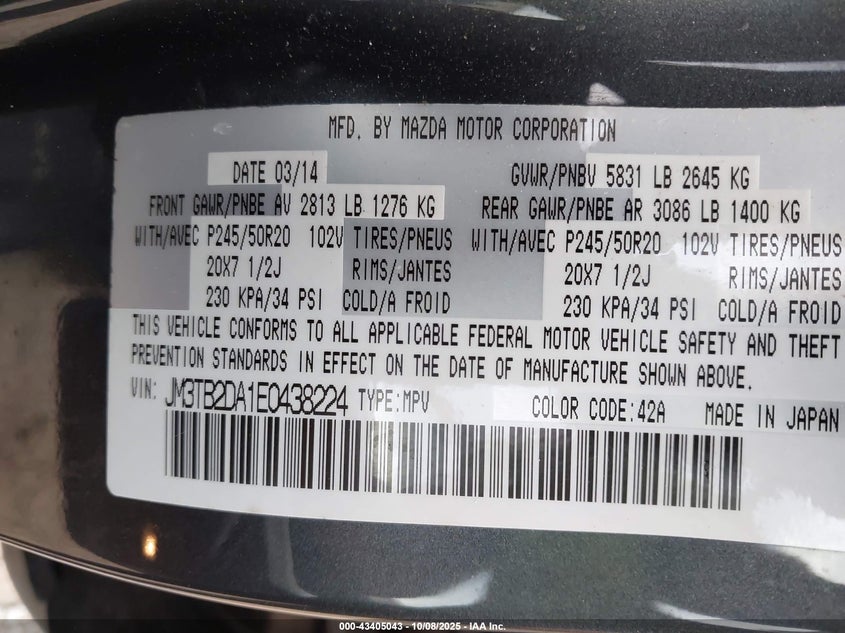 MFD. BY MAZDA MOTOR CORPORATION
DATE 03/14 GVWR/PNBV 5831 LB 2645 KG
FRONT GAWR/PNBE AV 2813 LB 1276 KG REAR GAWR/PNBE AR 3086 LB 1400 KG
WITH/AVEC P245/50R20 102V TIRES/PNEUS WITH/AVEC P245/50R20 102V TIRES/PNEUS
20X7 1/2J RIMS/JANTES 20X7 1/2J RIMS/JANTES
230 KPA/34 PSI COLD/A FROID 230 KPA/34 PSI COLD/A FROID
THIS VEHICLE CONFORMS TO ALL APPLICABLE FEDERAL MOTOR VEHICLE SAFETY AND THEFT
PREVENTION STANDARDS IN EFFECT ON THE DATE OF MANUFACTURE SHOWN ABOVE.
VIN: JM3TB2DA1E0438224 TYPE:MPV COLOR CODE:42A MADE IN JAPAN
000-43405043 - 10/08/2025 - IAA Inc.